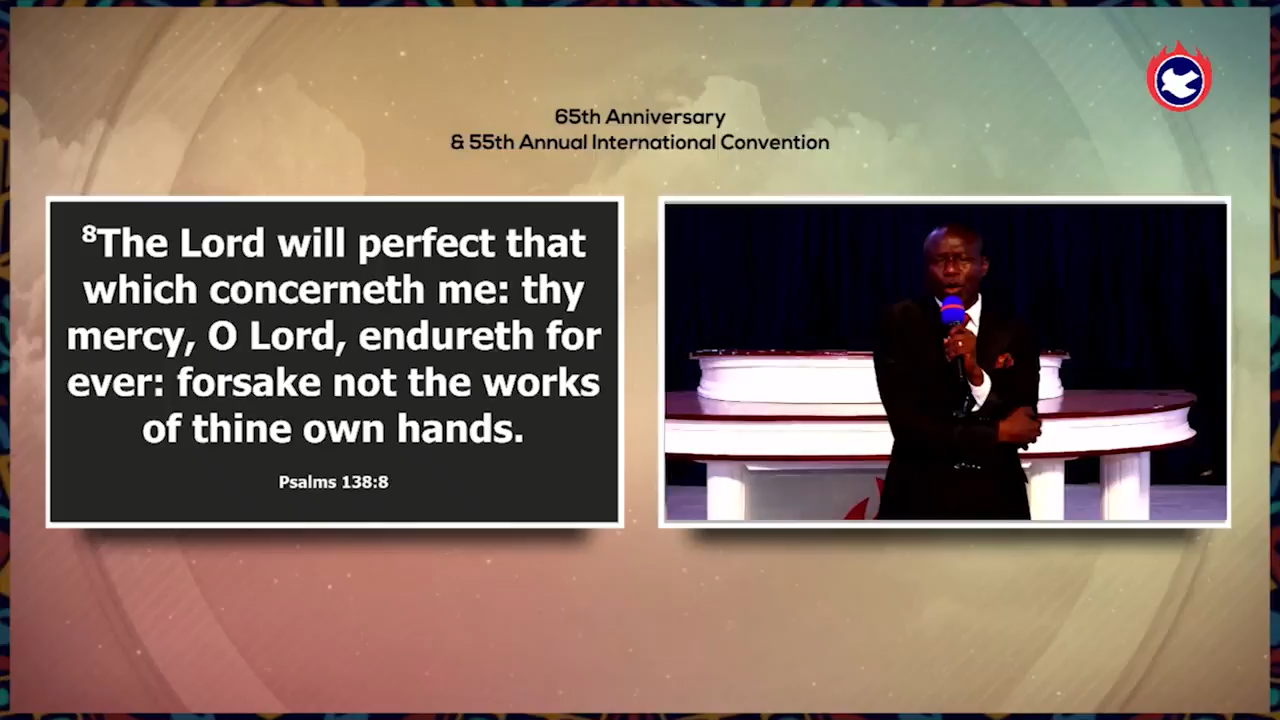 65th Anniversary
& 55th Annual International Convention
⁸The Lord will perfect that
which concerneth me: thy
mercy, O Lord, endureth for
ever: forsake not the works
of thine own hands.
Psalms 138:8